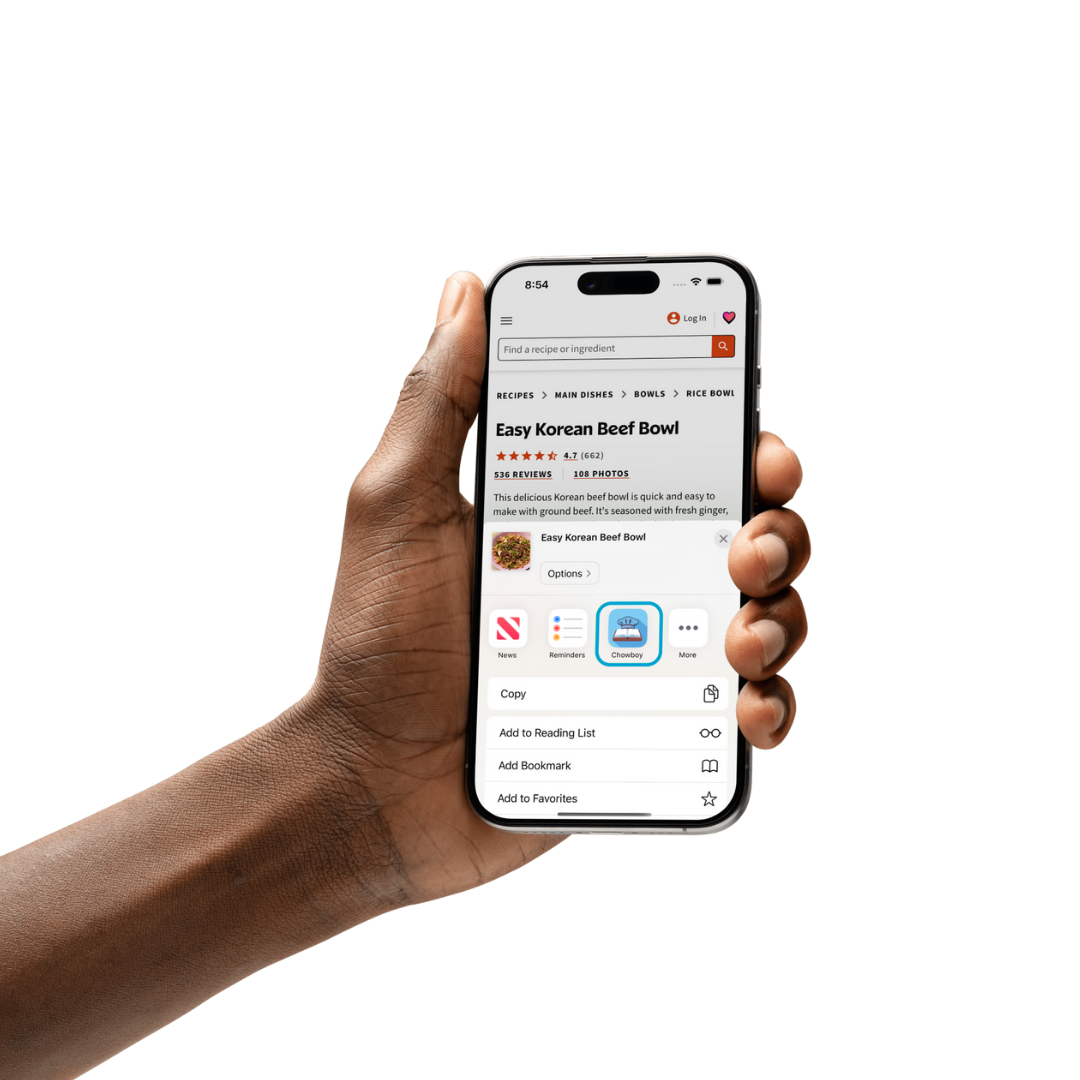 8:54
Log In
Find a recipe or ingredient
RECIPES > MAIN DISHES > BOWLS > RICE BOWL
Easy Korean Beef Bowl
4.7 (662)
536 REVIEWS 108 PHOTOS
This delicious Korean beef bowl is quick and easy to
make with ground beef. It's seasoned with fresh ginger,
Easy Korean Beef Bowl
Options >
News Reminders Chowboy More
Copy
Add to Reading List
Add Bookmark
Add to Favorites